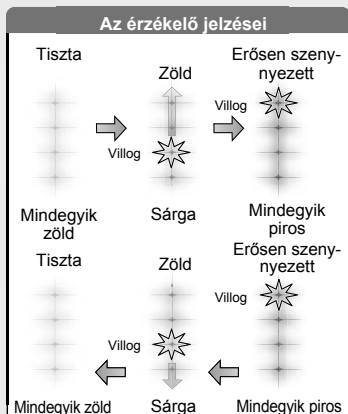 Az érzékelő jelzései
Tiszta
Zöld
Erősen szeny-
nyezett
Villog
Villog
Mindegyik
zöld
Sárga
Mindegyik
piros
Tiszta
Zöld
Erősen szeny-
nyezett
Villog
Villog
Mindegyik zöld
Sárga
Mindegyik piros